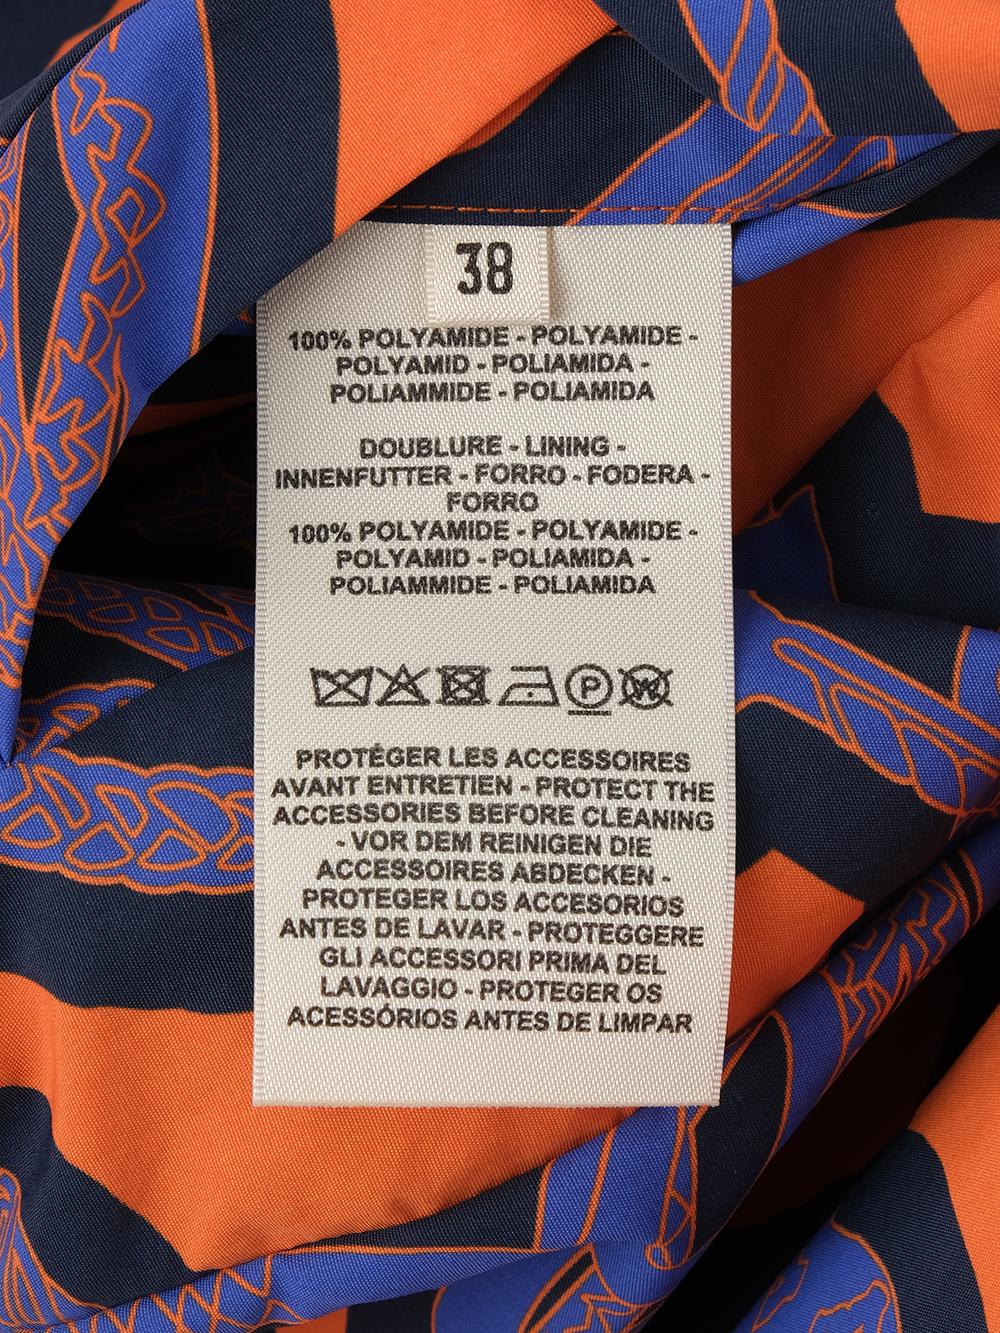 38
100% POLYAMIDE - POLYAMIDE -
POLYAMID - POLIAMIDA -
POLIAMMIDE - POLIAMIDA
DOUBLURE - LINING -
INNENFUTTER - FORRO - FODERA -
FORRO
100% POLYAMIDE - POLYAMIDE -
POLYAMID - POLIAMIDA -
POLIAMMIDE - POLIAMIDA
P W
PROTÉGER LES ACCESSOIRES
AVANT ENTRETIEN - PROTECT THE
ACCESSORIES BEFORE CLEANING
- VOR DEM REINIGEN DIE
ACCESSOIRES ABDECKEN -
PROTEGER LOS ACCESORIOS
ANTES DE LAVAR - PROTEGGERE
GLI ACCESSORI PRIMA DEL
LAVAGGIO - PROTEGER OS
ACESSÓRIOS ANTES DE LIMPAR